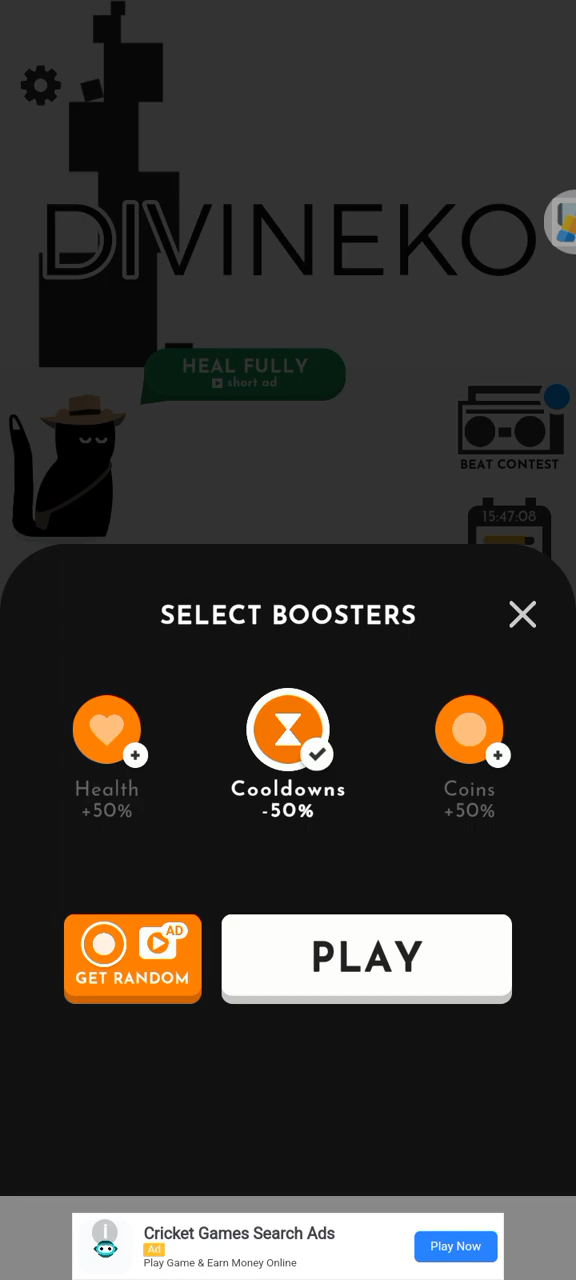 DIVINEKO
HEAL FULLY
short ad
BEAT CONTEST
15:47:08
SELECT BOOSTERS
Health
+50%
Cooldowns
-50%
Coins
+50%
AD
GET RANDOM
PLAY
Cricket Games Search Ads
Ad
Play Game & Earn Money Online
Play Now